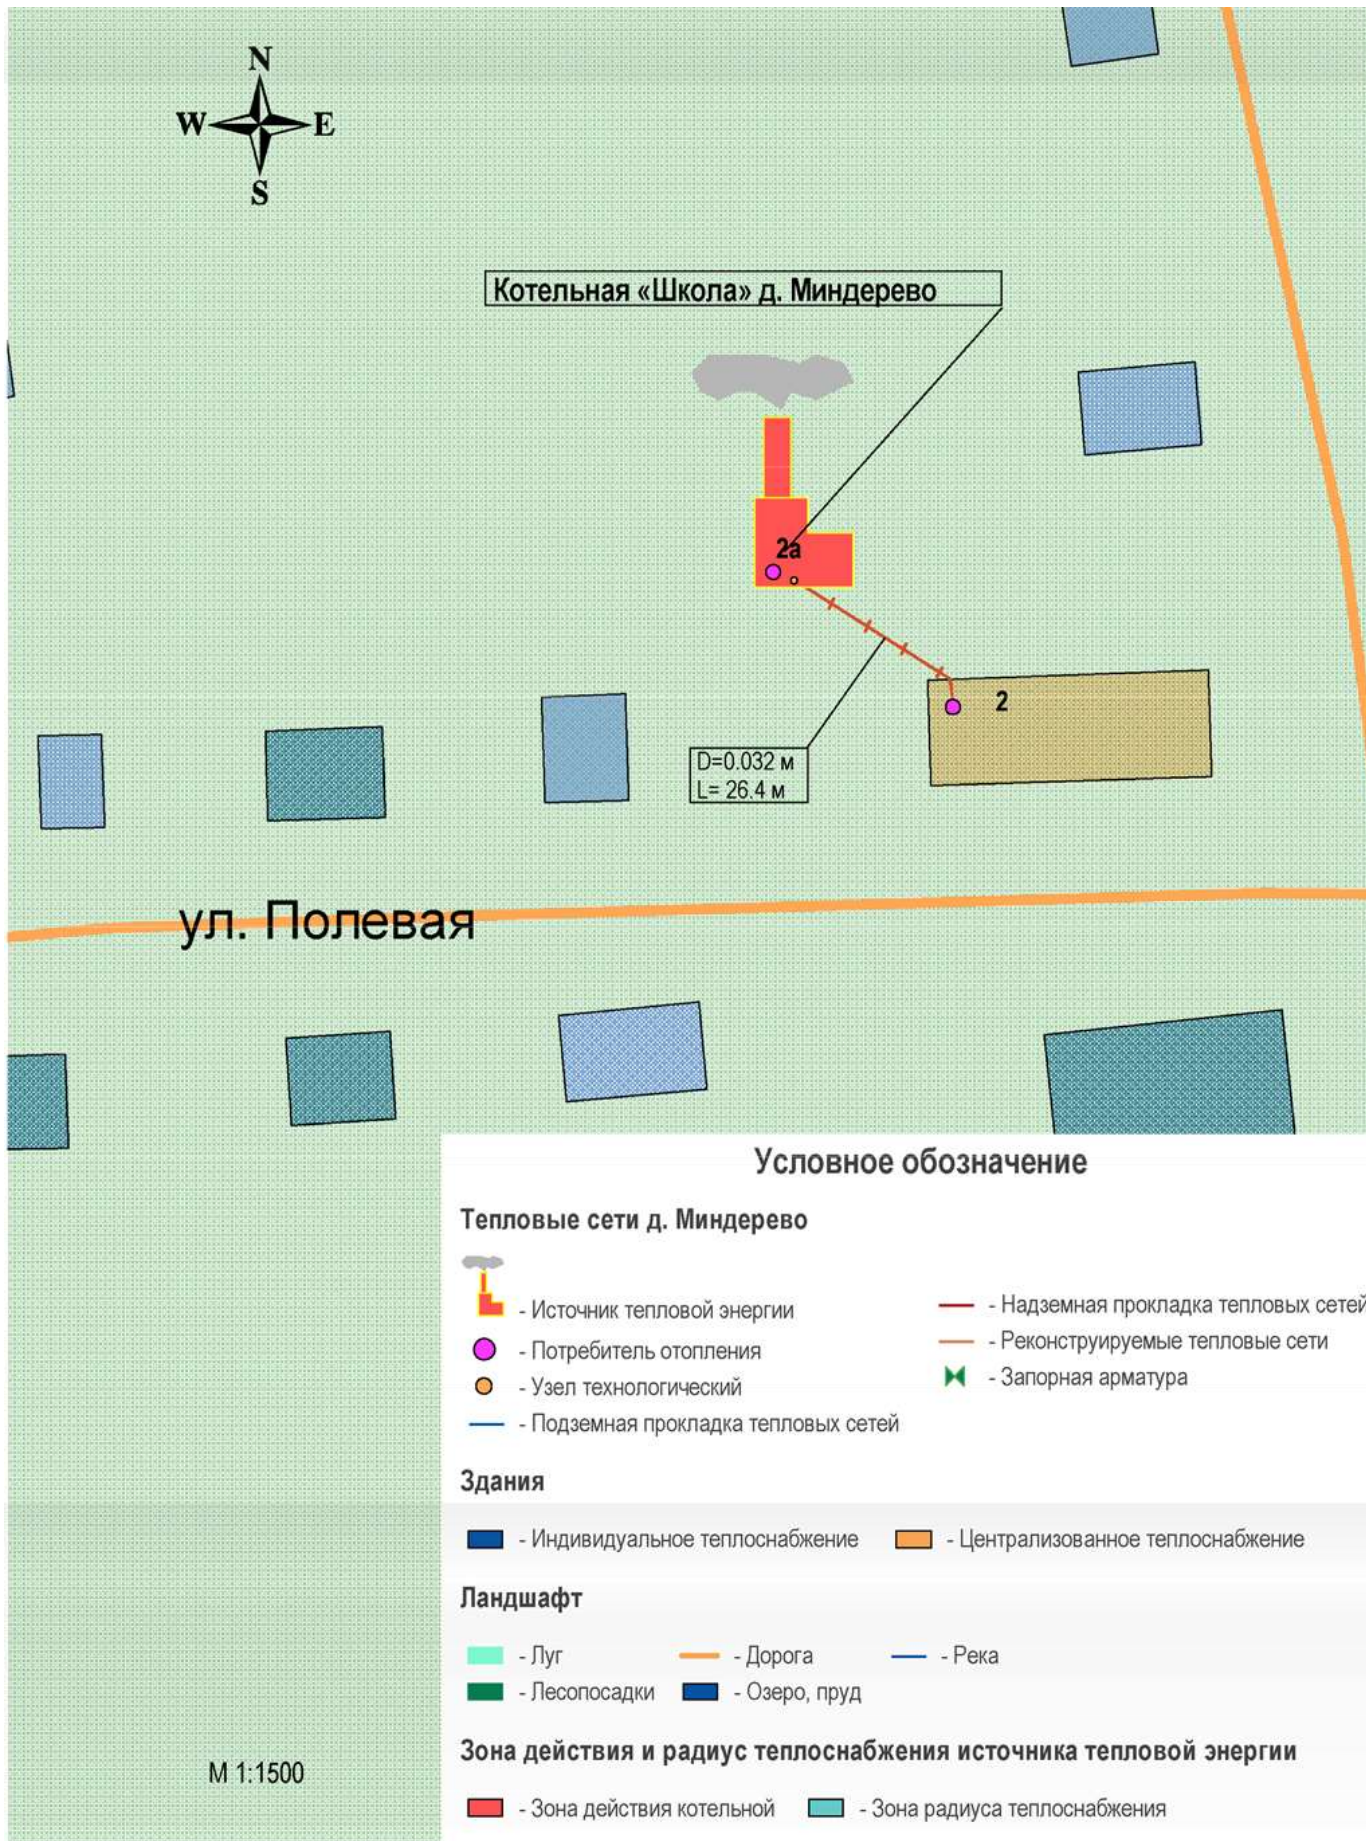 N
W E
S
Котельная «Школа» д. Миндерево
2а
2
D=0.032 м
L= 26.4 м
ул. Полевая
Условное обозначение
Тепловые сети д. Миндерево
- Источник тепловой энергии
- Надземная прокладка тепловых сетей
- Потребитель отопления
- Реконструируемые тепловые сети
- Узел технологический
- Запорная арматура
- Подземная прокладка тепловых сетей
Здания
- Индивидуальное теплоснабжение
- Централизованное теплоснабжение
Ландшафт
- Луг
- Дорога
- Река
- Лесопосадки
- Озеро, пруд
Зона действия и радиус теплоснабжения источника тепловой энергии
- Зона действия котельной
- Зона радиуса теплоснабжения
М 1:1500